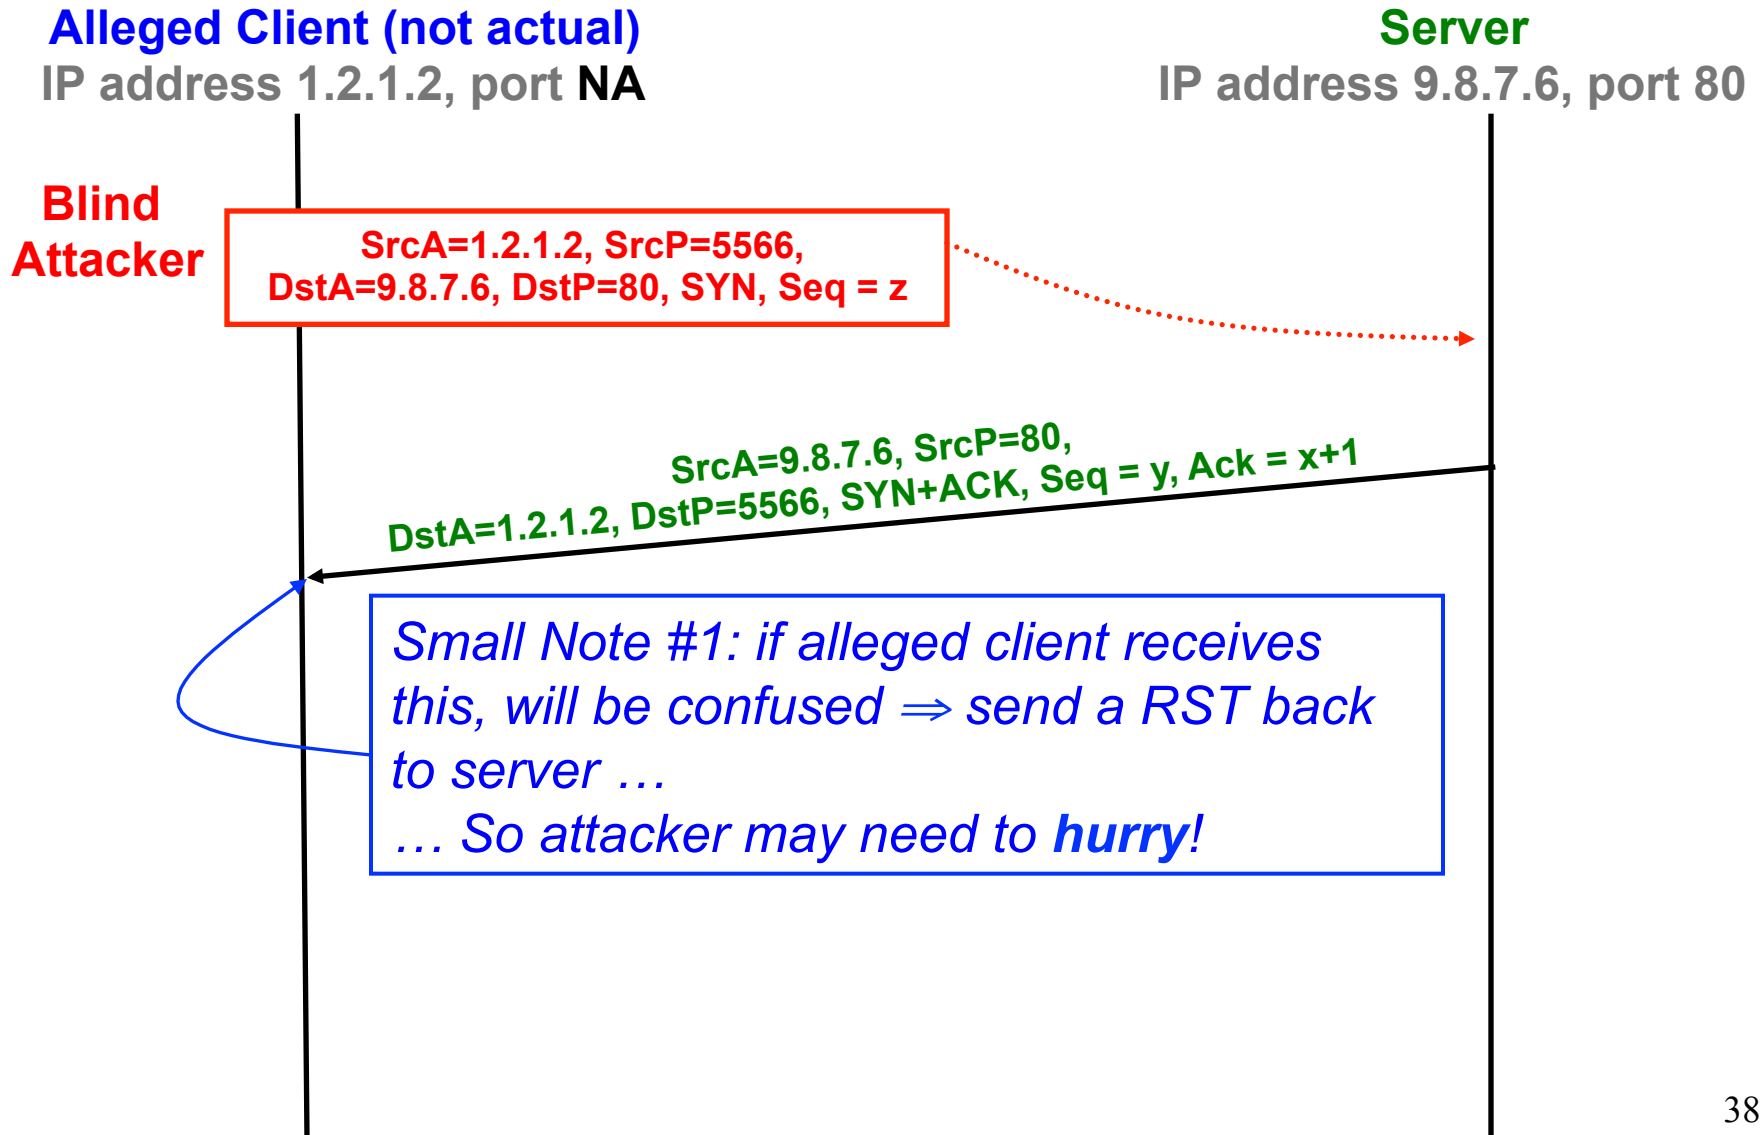 Alleged Client (not actual)
IP address 1.2.1.2, port NA
Server
IP address 9.8.7.6, port 80
Blind
Attacker
SrcA=1.2.1.2, SrcP=5566,
DstA=9.8.7.6, DstP=80, SYN, Seq = z
SrcA=9.8.7.6, SrcP=80,
DstA=1.2.1.2, DstP=5566, SYN+ACK, Seq = y, Ack = x+1
Small Note #1: if alleged client receives
this, will be confused ⇒ send a RST back
to server …
… So attacker may need to hurry!
38